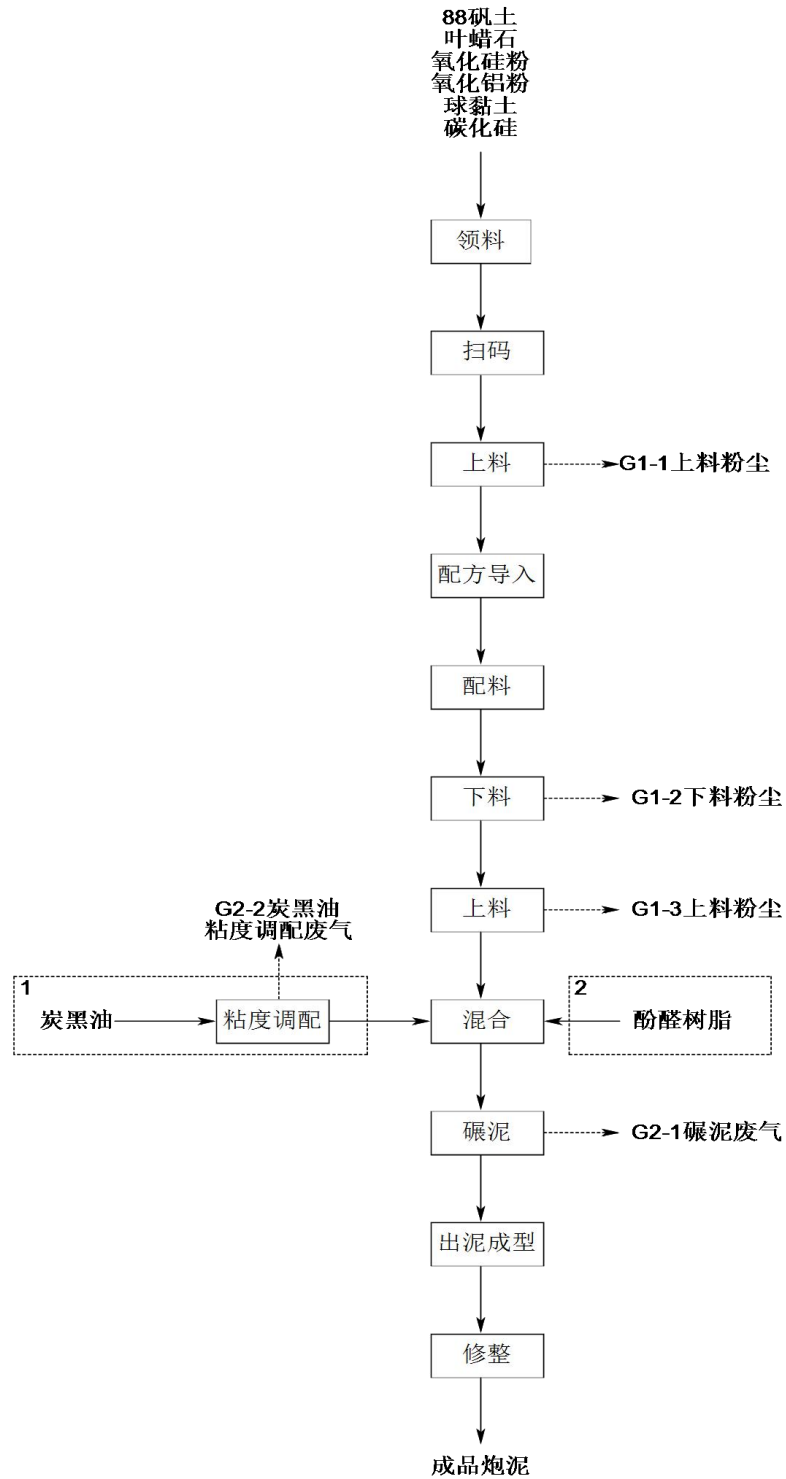 88矾土
叶蜡石
氧化硅粉
氧化铝粉
球黏土
碳化硅
领料
扫码
上料
G1-1上料粉尘
配方导入
配料
下料
G1-2下料粉尘
上料
G1-3上料粉尘
G2-2炭黑油
粘度调配废气
1
炭黑油
粘度调配
混合
2
酚醛树脂
碾泥
G2-1碾泥废气
出泥成型
修整
成品炮泥